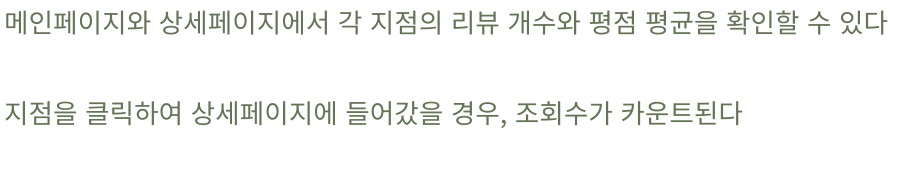 메인페이지와 상세페이지에서 각 지점의 리뷰 개수와 평점 평균을 확인할 수 있다
지점을 클릭하여 상세페이지에 들어갔을 경우, 조회수가 카운트된다